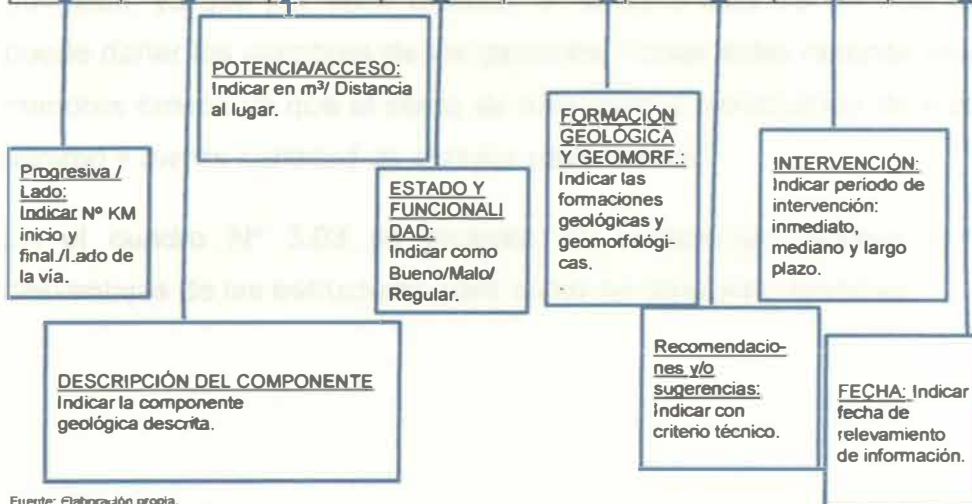 POTENCIA/ACCESO:
Indicar en m³/ Distancia
al lugar.
Progresiva /
Lado:
Indicar Nº KM
inicio y
final./Lado de
la vía.
ESTADO Y
FUNCIONALI
DAD:
Indicar como
Bueno/Malo/
Regular.
FORMACIÓN
GEOLÓGICA
Y GEOMORF.:
Indicar las
formaciones
geológicas y
geomorfológi-
cas.
INTERVENCIÓN:
Indicar periodo de
intervención:
inmediato,
mediano y largo
plazo.
DESCRIPCIÓN DEL COMPONENTE
Indicar la componente
geológica descrita.
Recomendacio-
nes y/o
sugerencias:
Indicar con
criterio técnico.
FECHA: Indicar
fecha de
relevamiento
de información.
Fuente: Elaboración propia.